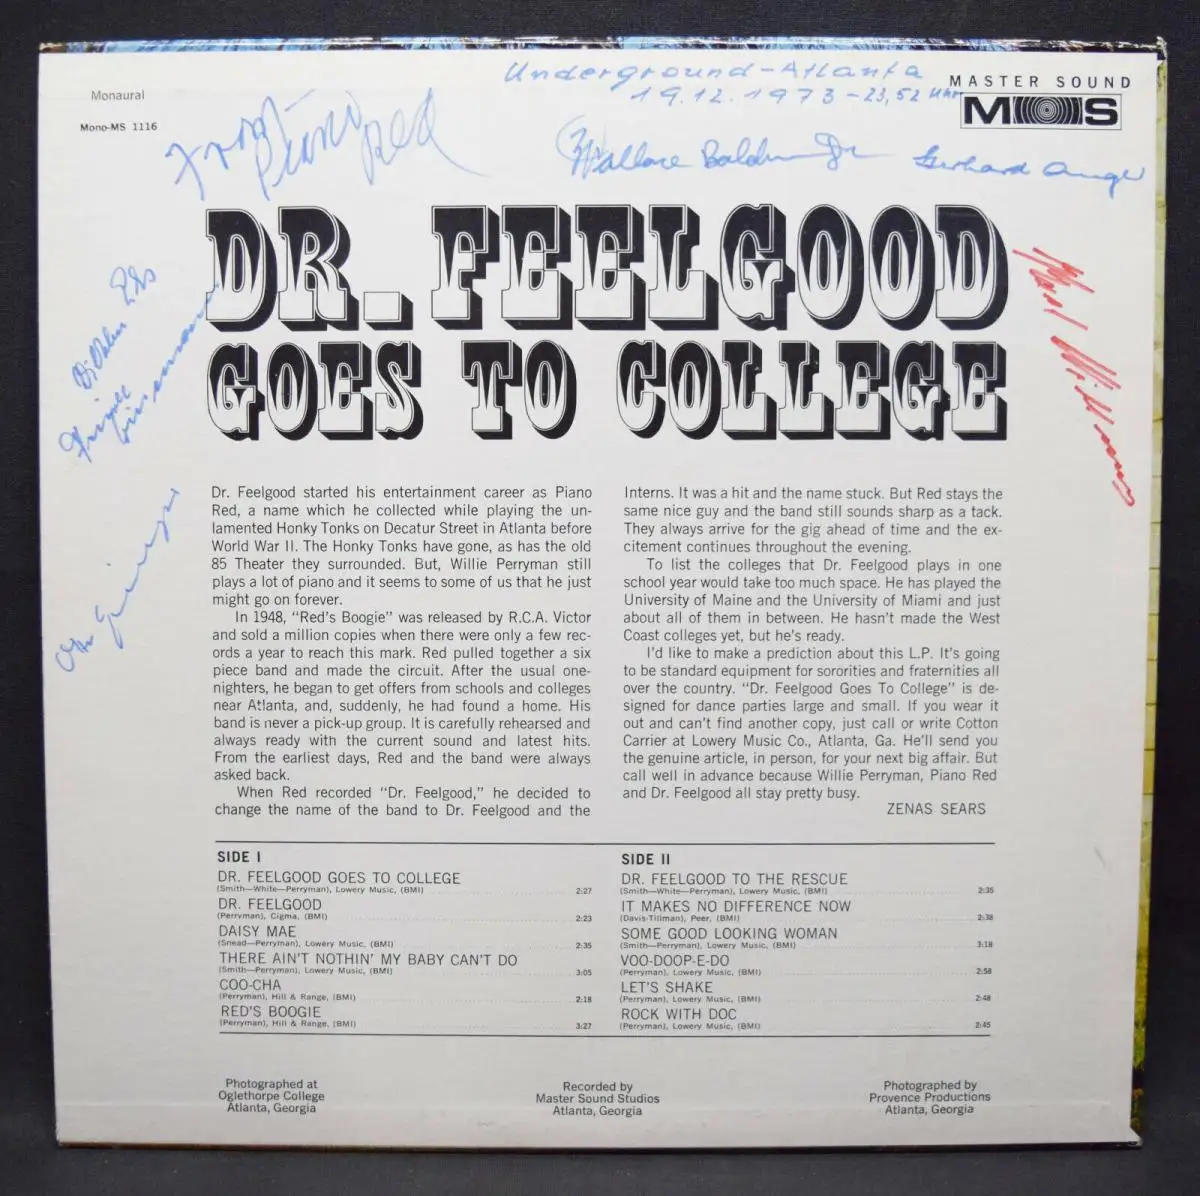 Monaural
Mono-MS 1116
Underground-Atlanta
19.12.1973-23,52 Uhr
MASTER SOUND
MS
From
Piano
Red
Wallace Baldwin Jr
Gerhard
Mark Williams
DR. FEELGOOD
GOES TO COLLEGE
Dr. Feelgood started his entertainment career as Piano
Red, a name which he collected while playing the un-
lamented Honky Tonks on Decatur Street in Atlanta before
World War II. The Honky Tonks have gone, as has the old
85 Theater they surrounded. But, Willie Perryman still
plays a lot of piano and it seems to some of us that he just
might go on forever.
In 1948, “Red’s Boogie” was released by R.C.A. Victor
and sold a million copies when there were only a few rec-
ords a year to reach this mark. Red pulled together a six
piece band and made the circuit. After the usual one-
nighters, he began to get offers from schools and colleges
near Atlanta, and, suddenly, he had found a home. His
band is never a pick-up group. It is carefully rehearsed and
always ready with the current sound and latest hits.
From the earliest days, Red and the band were always
asked back.
When Red recorded “Dr. Feelgood,” he decided to
change the name of the band to Dr. Feelgood and the
Interns. It was a hit and the name stuck. But Red stays the
same nice guy and the band still sounds sharp as a tack.
They always arrive for the gig ahead of time and the ex-
citement continues throughout the evening.
To list the colleges that Dr. Feelgood plays in one
school year would take too much space. He has played the
University of Maine and the University of Miami and just
about all of them in between. He hasn’t made the West
Coast colleges yet, but he’s ready.
I’d like to make a prediction about this L.P. It’s going
to be standard equipment for sororities and fraternities all
over the country. “Dr. Feelgood Goes To College” is de-
signed for dance parties large and small. If you wear it
out and can’t find another copy, just call or write Cotton
Carrier at Lowery Music Co., Atlanta, Ga. He’ll send you
the genuine article, in person, for your next big affair. But
call well in advance because Willie Perryman, Piano Red
and Dr. Feelgood all stay pretty busy.
ZENAS SEARS
SIDE I
DR. FEELGOOD GOES TO COLLEGE
(Smith—White—Perryman), Lowery Music, (BMI) 2:27
DR. FEELGOOD
(Perryman), Cigma, (BMI) 2:23
DAISY MAE
(Snead—Perryman), Lowery Music, (BMI) 2:35
THERE AIN’T NOTHIN’ MY BABY CAN’T DO
(Smith—Perryman), Lowery Music, (BMI) 3:05
COO-CHA
(Perryman), Hill & Range, (BMI) 2:18
RED’S BOOGIE
(Perryman), Hill & Range, (BMI) 3:27
SIDE II
DR. FEELGOOD TO THE RESCUE
(Smith—White—Perryman), Lowery Music, (BMI) 2:35
IT MAKES NO DIFFERENCE NOW
(Davis-Tillman), Peer, (BMI) 2:38
SOME GOOD LOOKING WOMAN
(Smith—Perryman), Lowery Music, (BMI) 3:18
VOO-DOOP-E-DO
(Perryman), Lowery Music, (BMI) 2:58
LET’S SHAKE
(Perryman), Lowery Music, (BMI) 2:48
ROCK WITH DOC
(Perryman), Lowery Music, (BMI) 2:45
Photographed at
Oglethorpe College
Atlanta, Georgia
Recorded by
Master Sound Studios
Atlanta, Georgia
Photographed by
Provence Productions
Atlanta, Georgia